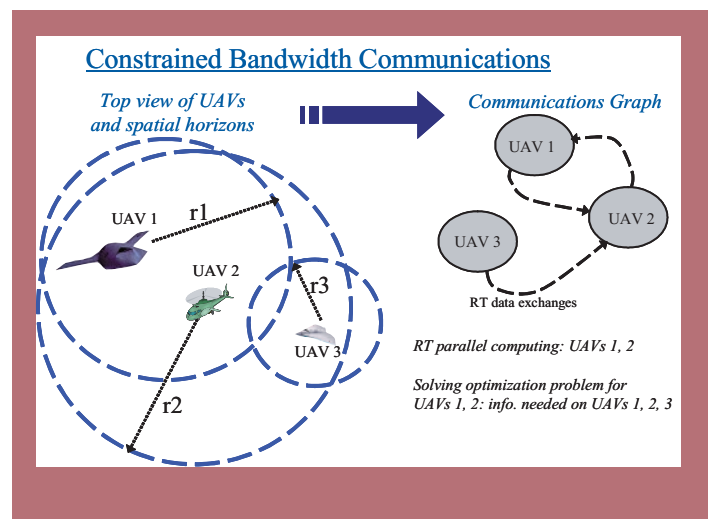 Constrained Bandwidth Communications
Top view of UAVs
and spatial horizons
Communications Graph
UAV 1
r1
UAV 2
r3
UAV 3
r2
UAV 1
UAV 2
UAV 3
RT data exchanges
RT parallel computing: UAVs 1, 2
Solving optimization problem for
UAVs 1, 2: info. needed on UAVs 1, 2, 3